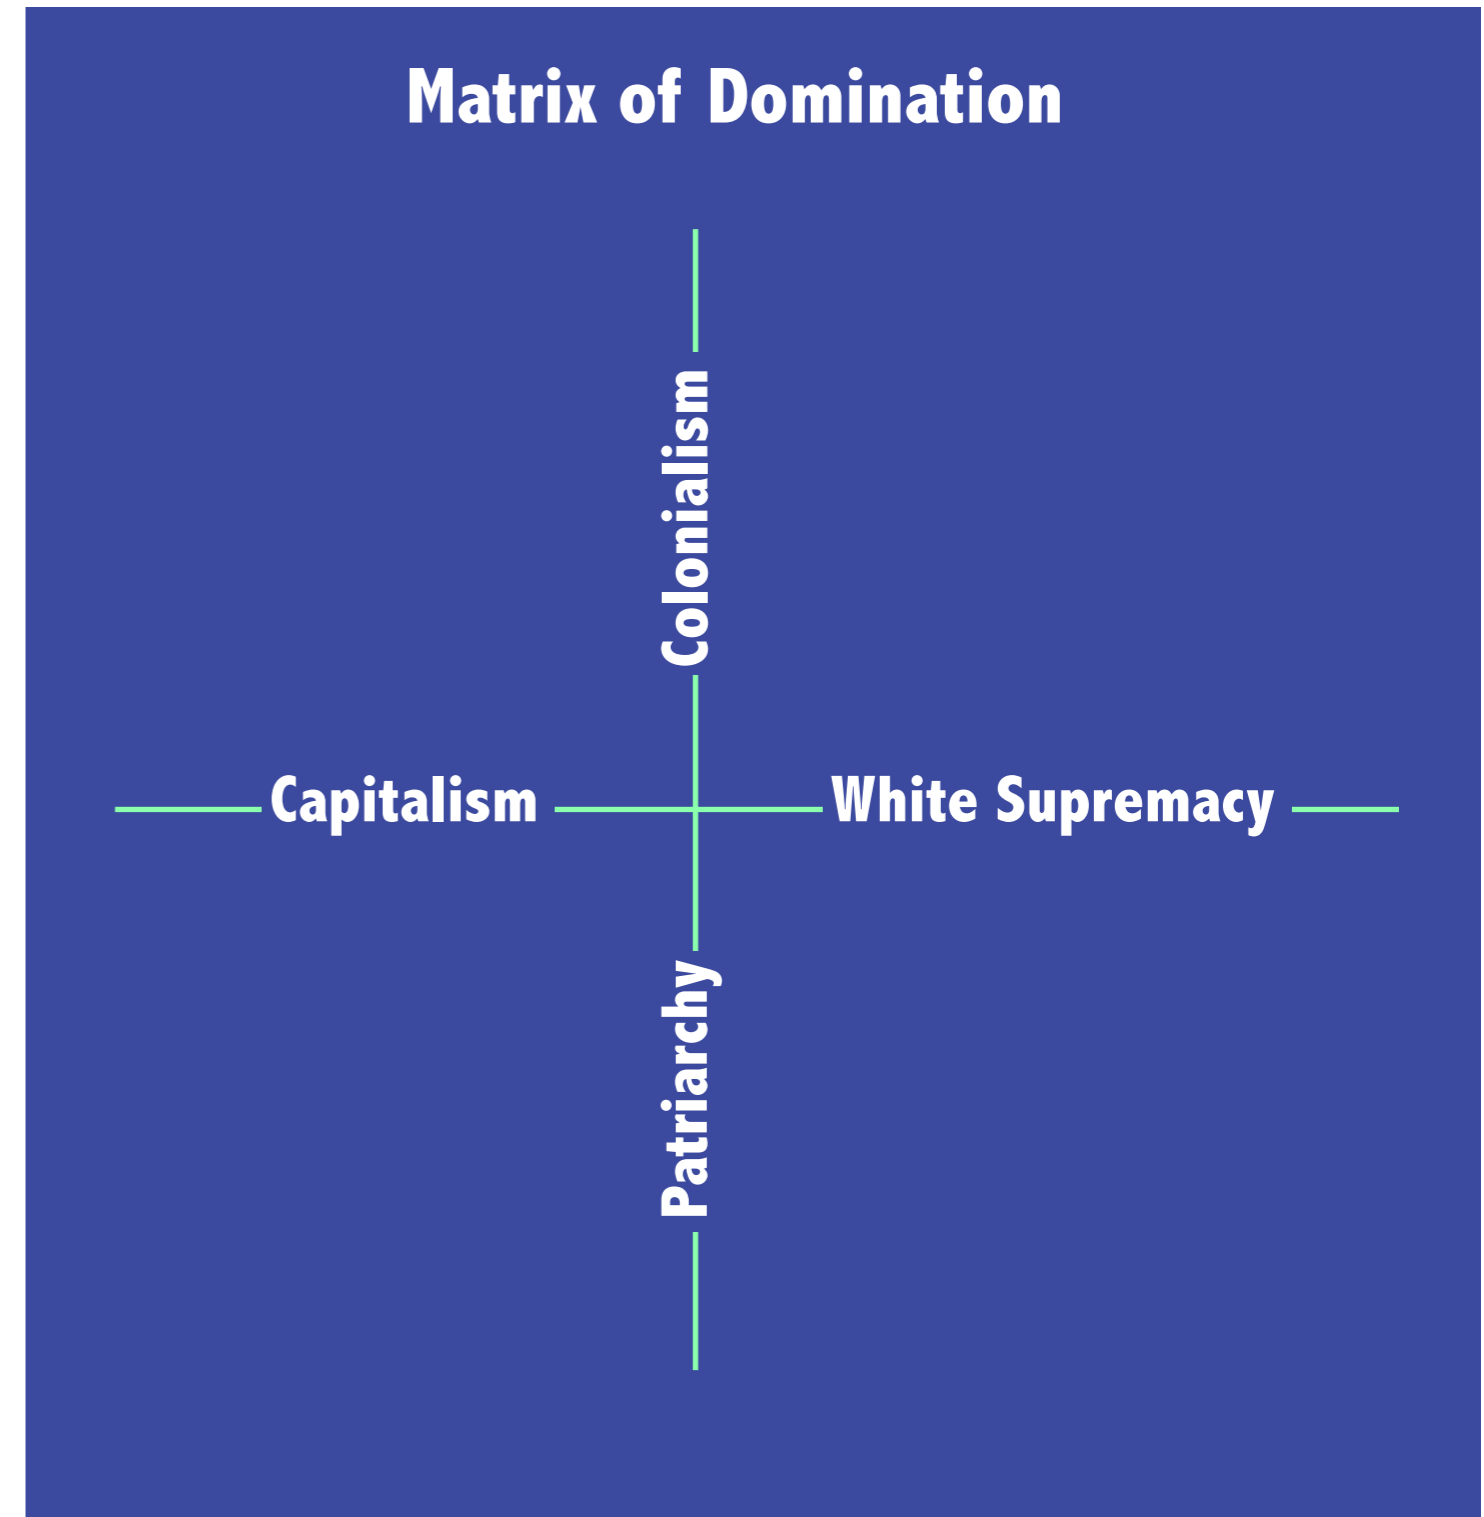 Matrix of Domination
Colonialism
Capitalism
White Supremacy
Patriarchy